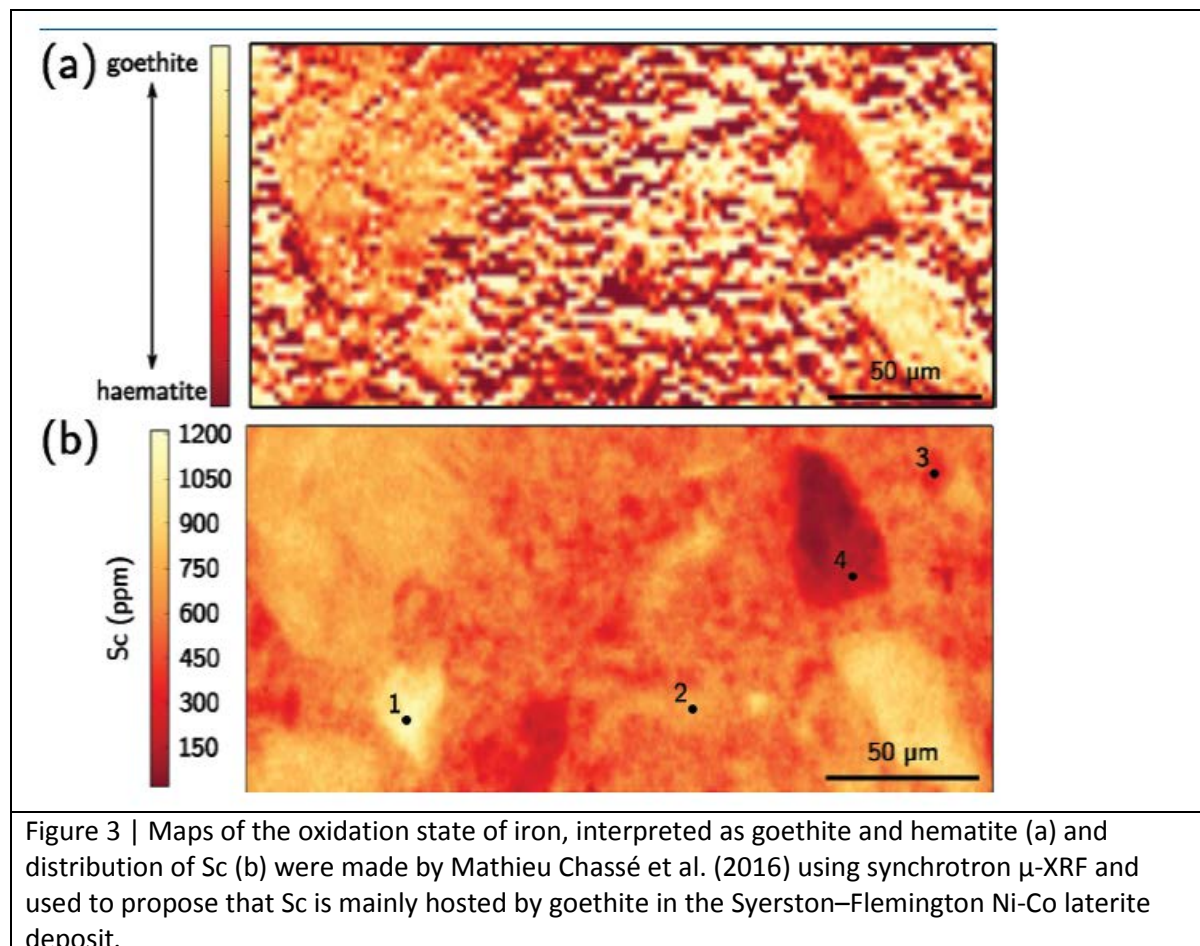 (a) goethite
haematite
50 µm
(b)
1200
1050
900
750
600
450
300
150
Sc (ppm)
3
4
1
2
50 µm
Figure 3 | Maps of the oxidation state of iron, interpreted as goethite and hematite (a) and
distribution of Sc (b) were made by Mathieu Chassé et al. (2016) using synchrotron µ-XRF and
used to propose that Sc is mainly hosted by goethite in the Syerston–Flemington Ni-Co laterite
deposit.